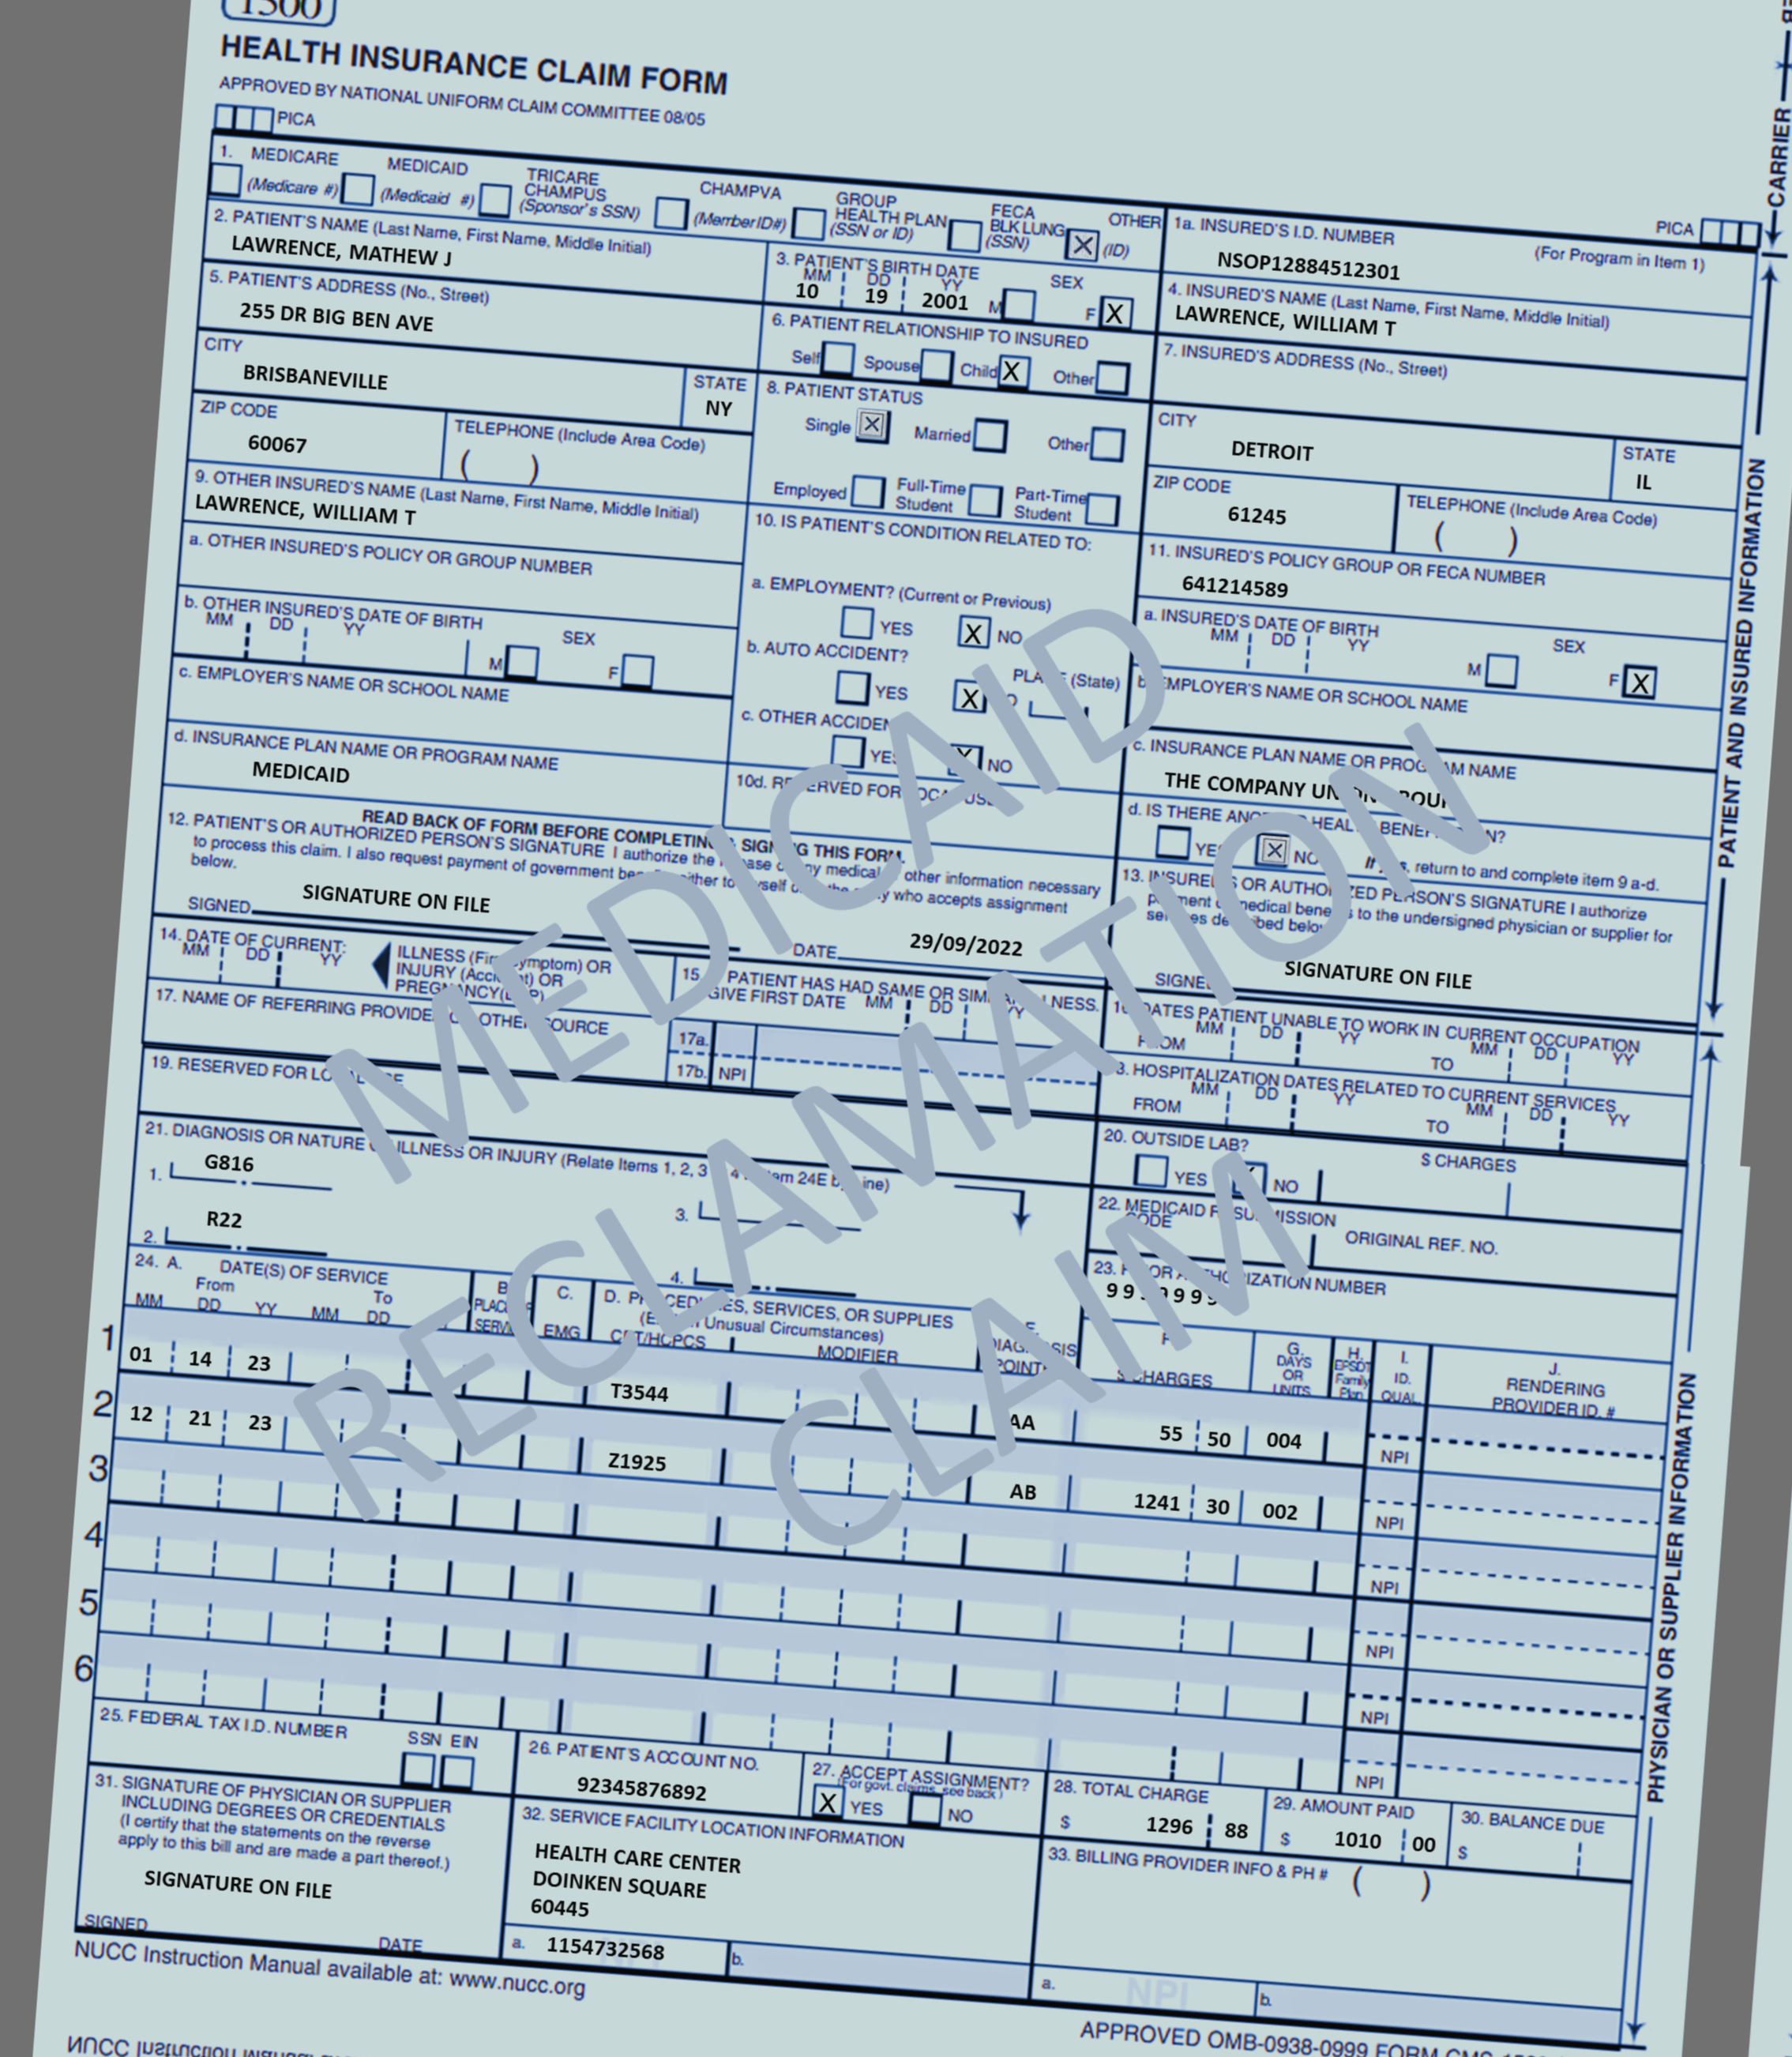 1500
HEALTH INSURANCE CLAIM FORM
APPROVED BY NATIONAL UNIFORM CLAIM COMMITTEE 08/05
PICA
PICA
CARRIER
1. MEDICARE MEDICAID TRICARE CHAMPUS CHAMPVA GROUP HEALTH PLAN FECA BLK LUNG OTHER
(Medicare #) (Medicaid #) (Sponsor's SSN) (Member ID#) (SSN or ID) (SSN) X (ID)
1a. INSURED'S I.D. NUMBER (For Program in Item 1)
NSOP12884512301
2. PATIENT'S NAME (Last Name, First Name, Middle Initial)
LAWRENCE, MATHEW J
3. PATIENT'S BIRTH DATE SEX
MM DD YY
10 19 2001 M F X
4. INSURED'S NAME (Last Name, First Name, Middle Initial)
LAWRENCE, WILLIAM T
5. PATIENT'S ADDRESS (No., Street)
255 DR BIG BEN AVE
6. PATIENT RELATIONSHIP TO INSURED
Self Spouse Child X Other
7. INSURED'S ADDRESS (No., Street)
CITY
BRISBANEVILLE
STATE
NY
8. PATIENT STATUS
Single X Married Other
Employed Full-Time Student Part-Time Student
CITY
DETROIT
STATE
IL
ZIP CODE
60067
TELEPHONE (Include Area Code)
( )
ZIP CODE
61245
TELEPHONE (Include Area Code)
( )
9. OTHER INSURED'S NAME (Last Name, First Name, Middle Initial)
LAWRENCE, WILLIAM T
10. IS PATIENT'S CONDITION RELATED TO:
11. INSURED'S POLICY GROUP OR FECA NUMBER
641214589
a. OTHER INSURED'S POLICY OR GROUP NUMBER
a. EMPLOYMENT? (Current or Previous)
YES X NO
a. INSURED'S DATE OF BIRTH SEX
MM DD YY M F X
b. OTHER INSURED'S DATE OF BIRTH SEX
MM DD YY M F
b. AUTO ACCIDENT? PLACE (State)
YES X NO
b. EMPLOYER'S NAME OR SCHOOL NAME
c. EMPLOYER'S NAME OR SCHOOL NAME
c. OTHER ACCIDENT
YES X NO
c. INSURANCE PLAN NAME OR PROGRAM NAME
THE COMPANY UNION GROUP
d. INSURANCE PLAN NAME OR PROGRAM NAME
MEDICAID
10d. RESERVED FOR LOCAL USE
d. IS THERE ANOTHER HEALTH BENEFIT PLAN?
YES X NO If yes, return to and complete item 9 a-d.
READ BACK OF FORM BEFORE COMPLETING & SIGNING THIS FORM.
12. PATIENT'S OR AUTHORIZED PERSON'S SIGNATURE I authorize the release of any medical or other information necessary
to process this claim. I also request payment of government benefits either to myself or to the party who accepts assignment
below.
SIGNATURE ON FILE
SIGNED DATE 29/09/2022
13. INSURED'S OR AUTHORIZED PERSON'S SIGNATURE I authorize
payment of medical benefits to the undersigned physician or supplier for
services described below.
SIGNATURE ON FILE
SIGNED
PATIENT AND INSURED INFORMATION
14. DATE OF CURRENT:
MM DD YY
ILLNESS (First symptom) OR
INJURY (Accident) OR
PREGNANCY(LMP)
15. PATIENT HAS HAD SAME OR SIMILAR ILLNESS.
GIVE FIRST DATE MM DD YY
16. DATES PATIENT UNABLE TO WORK IN CURRENT OCCUPATION
MM DD YY MM DD YY
FROM TO
17. NAME OF REFERRING PROVIDER OR OTHER SOURCE
17a.
17b. NPI
18. HOSPITALIZATION DATES RELATED TO CURRENT SERVICES
MM DD YY MM DD YY
FROM TO
19. RESERVED FOR LOCAL USE
20. OUTSIDE LAB? $ CHARGES
YES X NO
21. DIAGNOSIS OR NATURE OF ILLNESS OR INJURY (Relate Items 1, 2, 3 or 4 to Item 24E by Line)
1. G816
2. R22
3.
4.
22. MEDICAID RESUBMISSION
CODE ORIGINAL REF. NO.
23. PRIOR AUTHORIZATION NUMBER
9999999
24. A. DATE(S) OF SERVICE
From To
MM DD YY MM DD
B. PLACE OF SERVICE
C. EMG
D. PROCEDURES, SERVICES, OR SUPPLIES
(Explain Unusual Circumstances)
CPT/HCPCS MODIFIER
E. DIAGNOSIS POINTER
F. $ CHARGES
G. DAYS OR UNITS
H. EPSDT Family Plan
I. ID. QUAL
J. RENDERING PROVIDER ID. #
1 01 14 23 T3544 AA 55 50 004 NPI
2 12 21 23 Z1925 AB 1241 30 002 NPI
3 NPI
4 NPI
5 NPI
6 NPI
25. FEDERAL TAX I.D. NUMBER SSN EIN
26. PATIENT'S ACCOUNT NO.
92345876892
27. ACCEPT ASSIGNMENT?
(For govt. claims, see back)
X YES NO
28. TOTAL CHARGE
$ 1296 88
29. AMOUNT PAID
$ 1010 00
30. BALANCE DUE
$
31. SIGNATURE OF PHYSICIAN OR SUPPLIER
INCLUDING DEGREES OR CREDENTIALS
(I certify that the statements on the reverse
apply to this bill and are made a part thereof.)
SIGNATURE ON FILE
SIGNED DATE
32. SERVICE FACILITY LOCATION INFORMATION
HEALTH CARE CENTER
DOINKEN SQUARE
60445
a. 1154732568 b.
33. BILLING PROVIDER INFO & PH # ( )
a. NPI b.
PHYSICIAN OR SUPPLIER INFORMATION
NUCC Instruction Manual available at: www.nucc.org
APPROVED OMB-0938-0999 FORM
MEDICAID
RECLAMATION
CLAIM